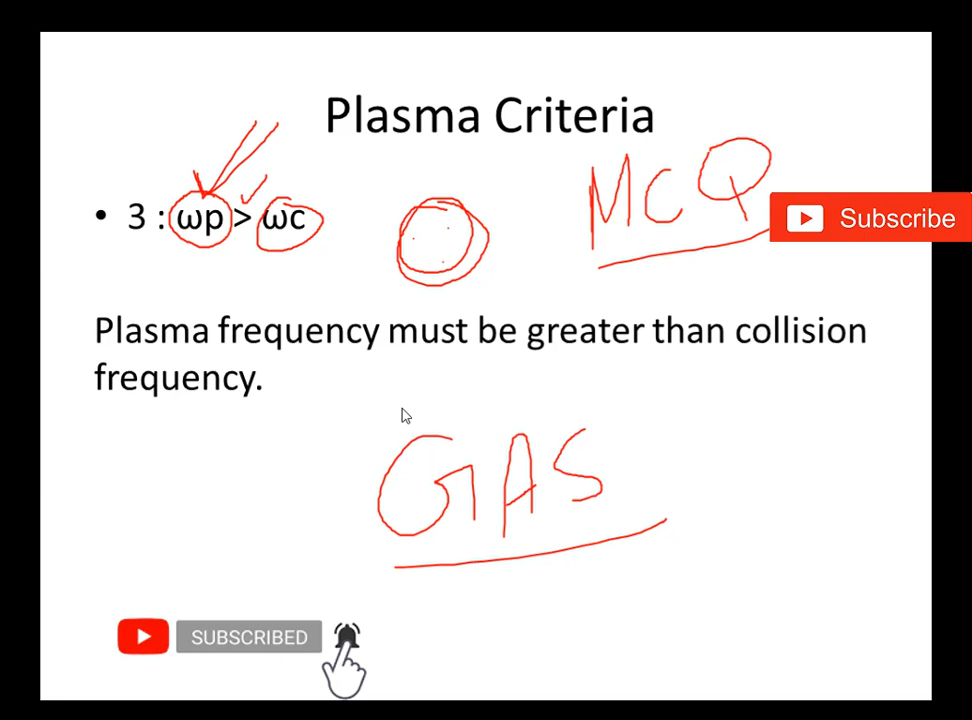 Plasma Criteria
MCQ
• 3 : ωp > ωc
Subscribe
Plasma frequency must be greater than collision
frequency.
GAS
SUBSCRIBED